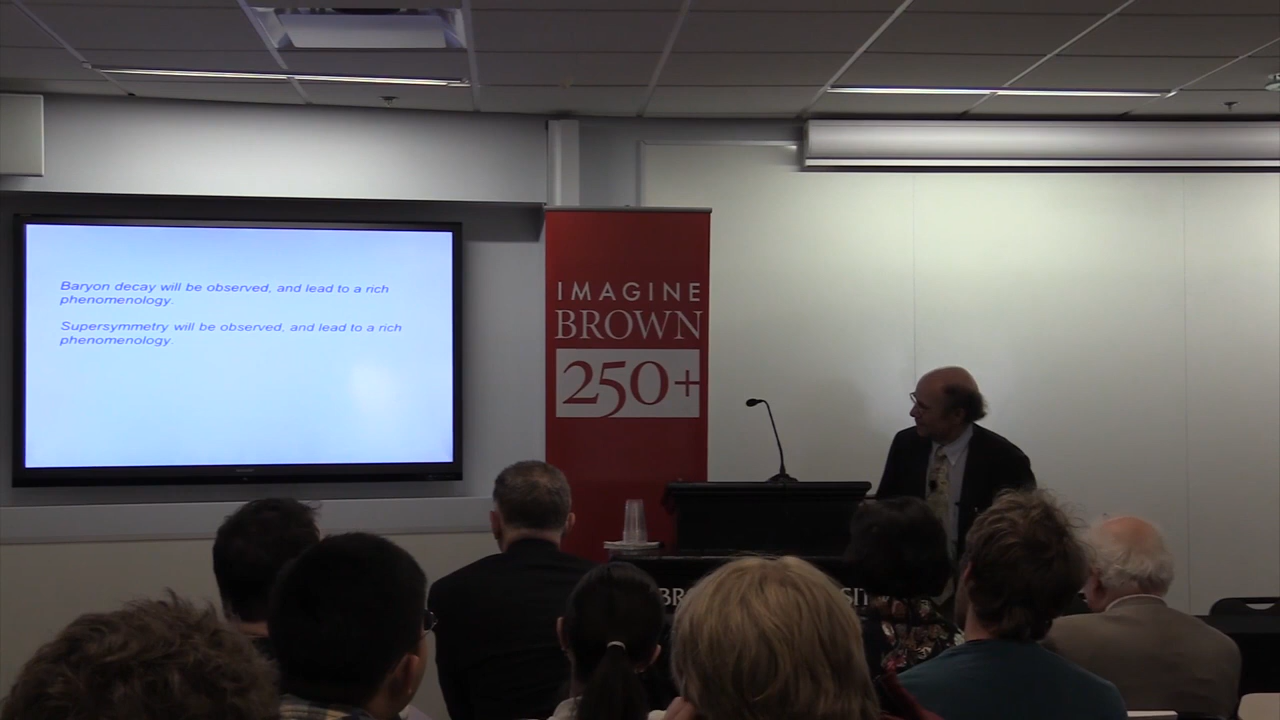 Baryon decay will be observed, and lead to a rich
phenomenology.
Supersymmetry will be observed, and lead to a rich
phenomenology.
IMAGINE
BROWN
250+